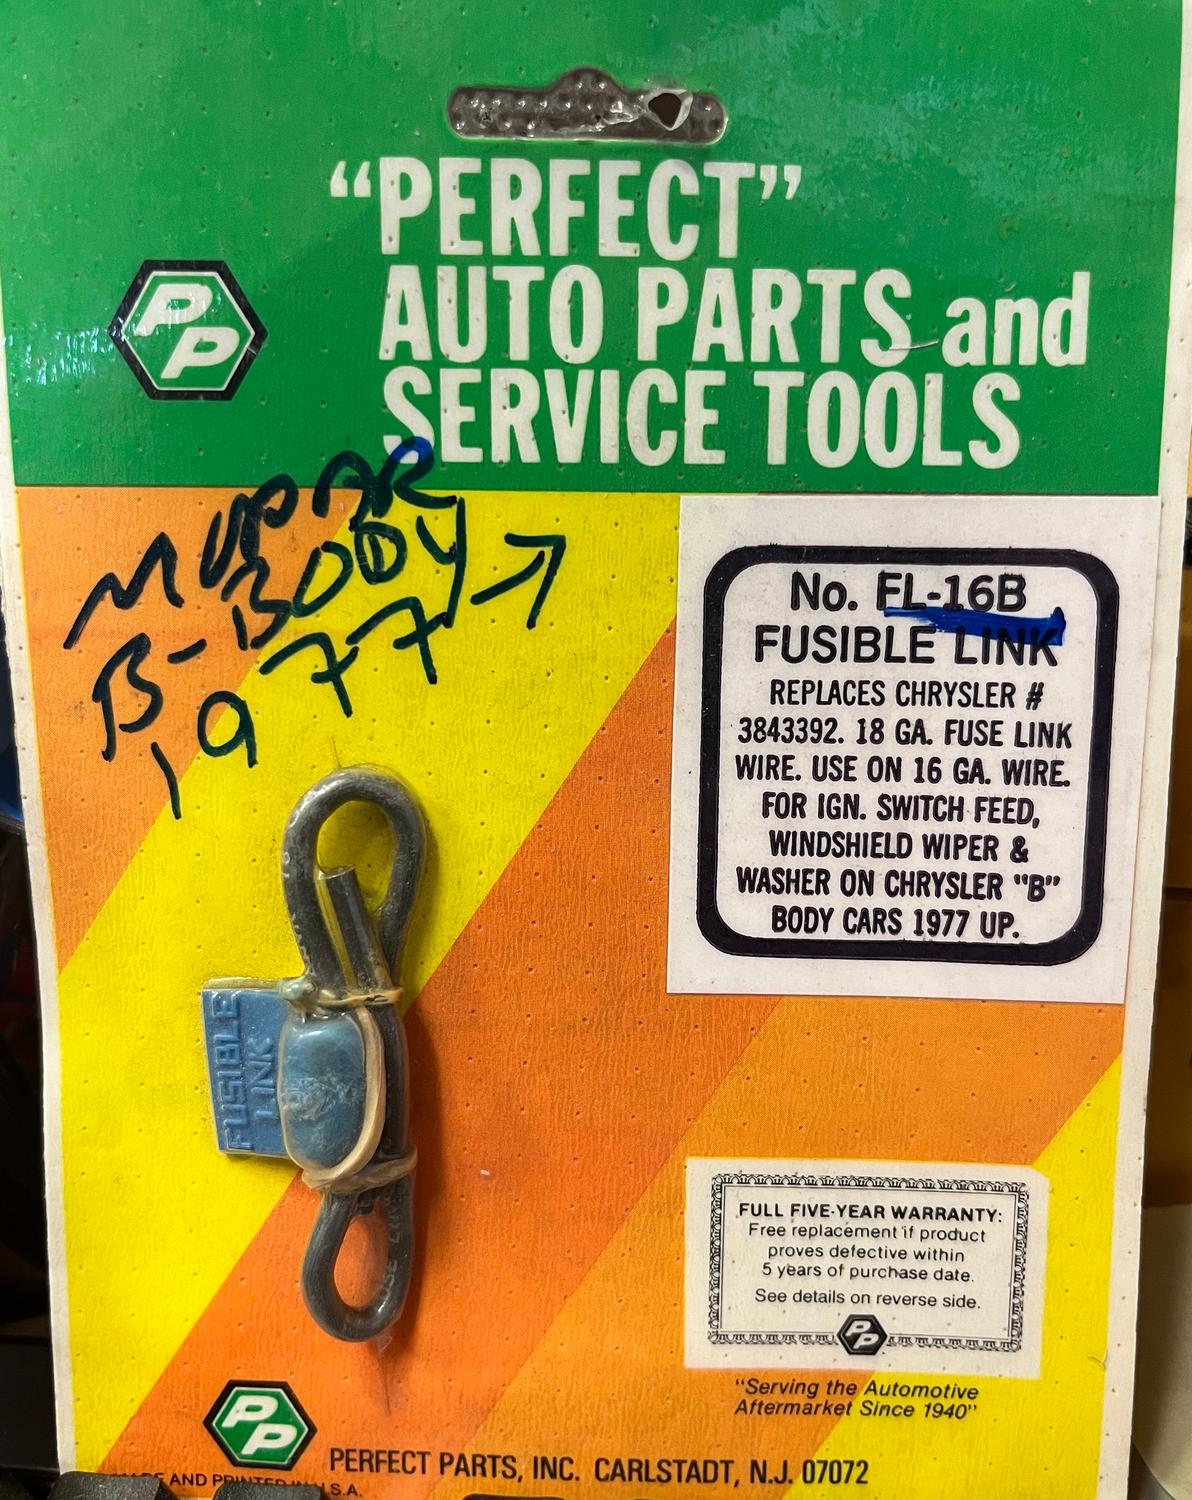 “PERFECT”
AUTO PARTS and
SERVICE TOOLS
PP
MOPAR
B-BODY
1977→
No. FL-16B
FUSIBLE LINK
REPLACES CHRYSLER #
3843392. 18 GA. FUSE LINK
WIRE. USE ON 16 GA. WIRE.
FOR IGN. SWITCH FEED,
WINDSHIELD WIPER &
WASHER ON CHRYSLER "B"
BODY CARS 1977 UP.
FUSIBLE
LINK
FULL FIVE-YEAR WARRANTY:
Free replacement if product
proves defective within
5 years of purchase date.
See details on reverse side.
PP
“Serving the Automotive
Aftermarket Since 1940”
PP
PERFECT PARTS, INC. CARLSTADT, N.J. 07072
AND PRINTED IN U.S.A.